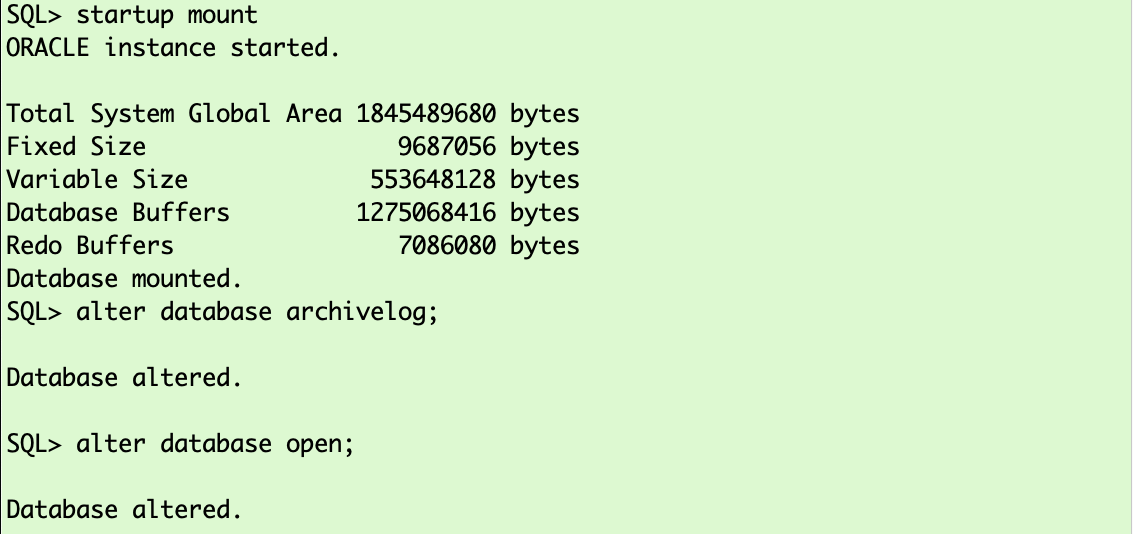 SQL> startup mount
ORACLE instance started.
Total System Global Area 1845489680 bytes
Fixed Size 9687056 bytes
Variable Size 553648128 bytes
Database Buffers 1275068416 bytes
Redo Buffers 7086080 bytes
Database mounted.
SQL> alter database archivelog;
Database altered.
SQL> alter database open;
Database altered.